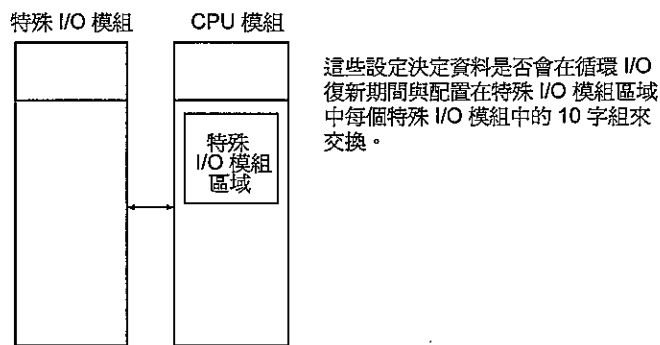 特殊 I/O 模組
CPU 模組
特殊
I/O 模組
區域
這些設定決定資料是否會在循環 I/O
復新期間與配置在特殊 I/O 模組區域
中每個特殊 I/O 模組中的 10 字組來
交換。